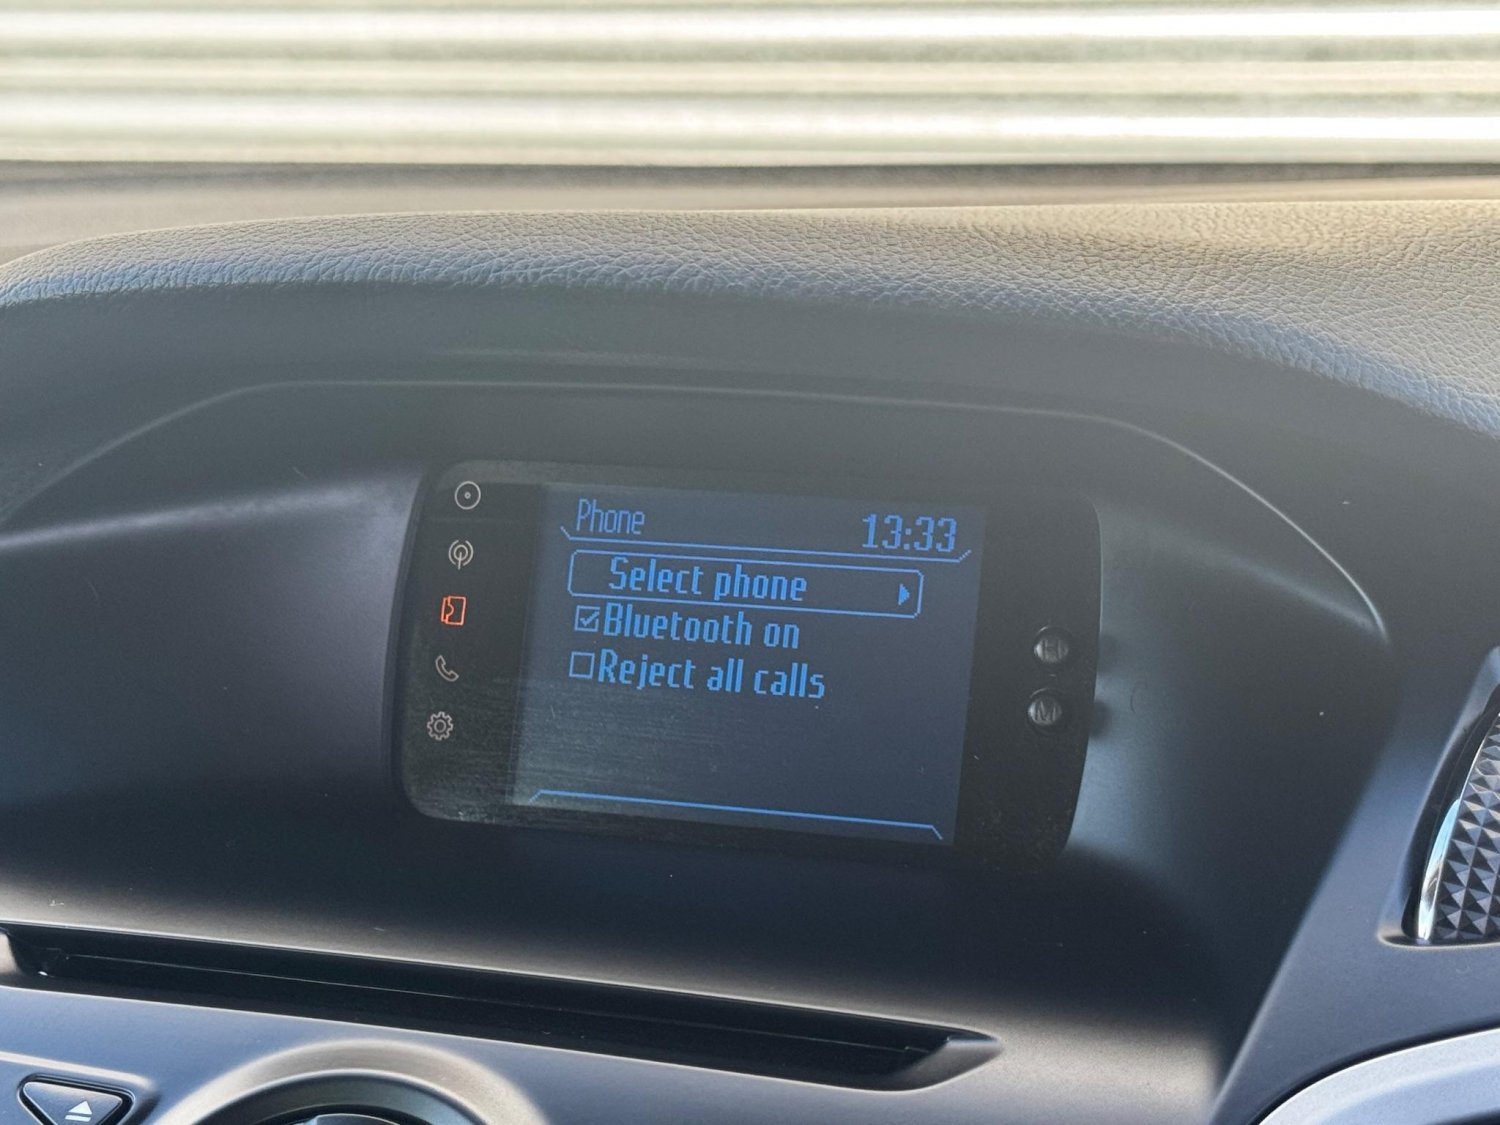 Phone
13:33
Select phone
Bluetooth on
Reject all calls
H
M